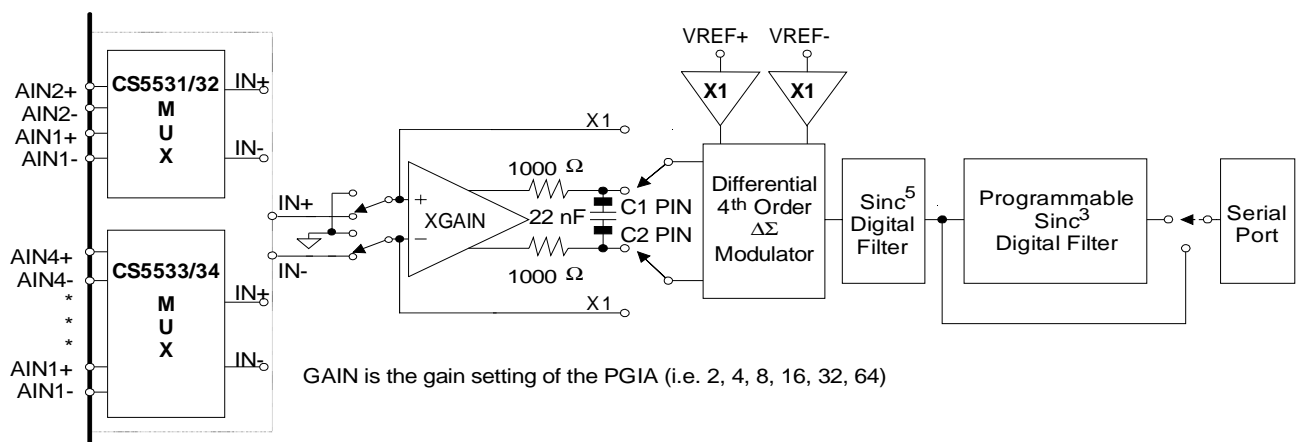 CS5531/32
M
U
X
AIN2+
AIN2-
AIN1+
AIN1-
IN+
IN-
CS5533/34
M
U
X
AIN4+
AIN4-
*
*
*
AIN1+
AIN1-
IN+
IN-
IN+
IN-
X1
+
XGAIN
−
1000 Ω
22 nF
C1 PIN
C2 PIN
1000 Ω
X1
VREF+
VREF-
X1
X1
Differential
4th Order
ΔΣ
Modulator
Sinc5
Digital
Filter
Programmable
Sinc3
Digital Filter
Serial
Port
GAIN is the gain setting of the PGIA (i.e. 2, 4, 8, 16, 32, 64)